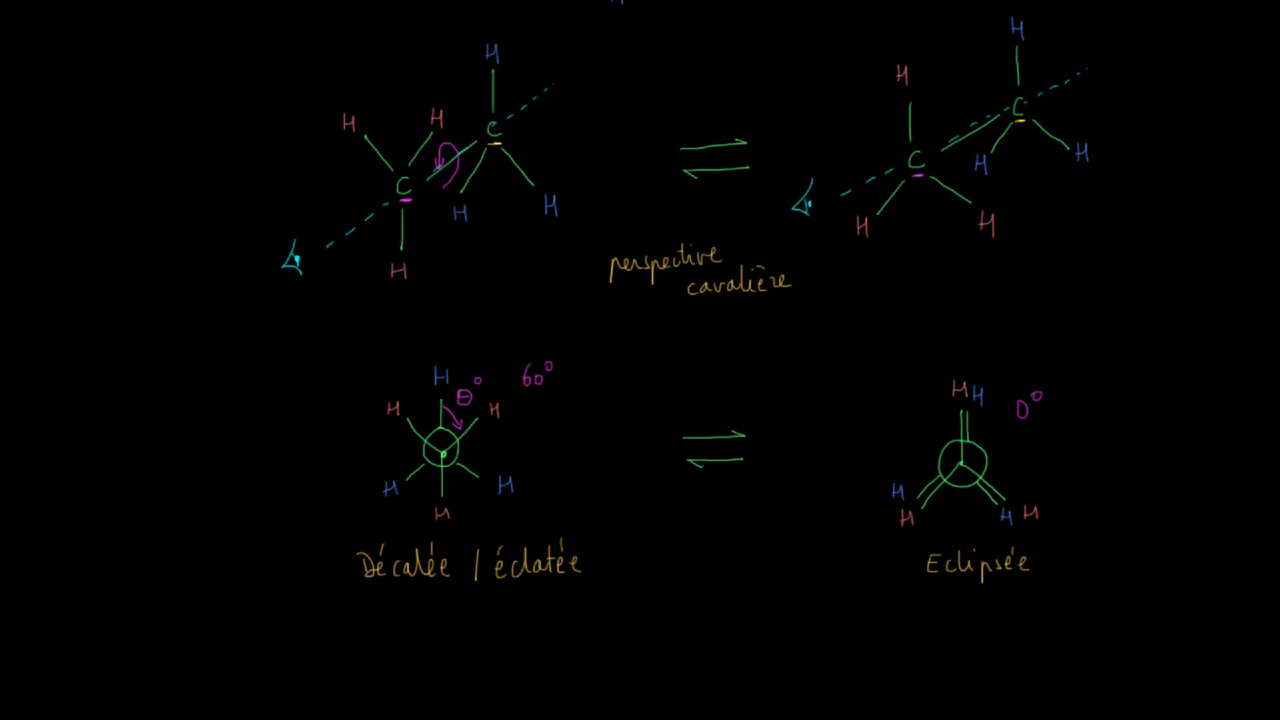 H H
H H H
C C
C C
H H
H H H H
H
perspective
cavalière
H θ° 60°
H H
H H
H
H H 0°
H
H H H
Décalée / éclatée Eclipsée